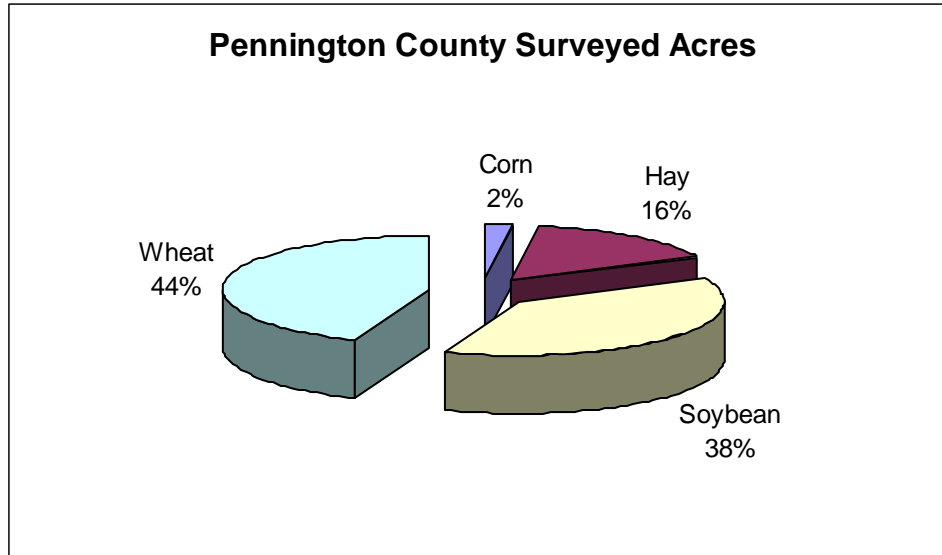 Pennington County Surveyed Acres
Corn
2%
Hay
16%
Wheat
44%
Soybean
38%